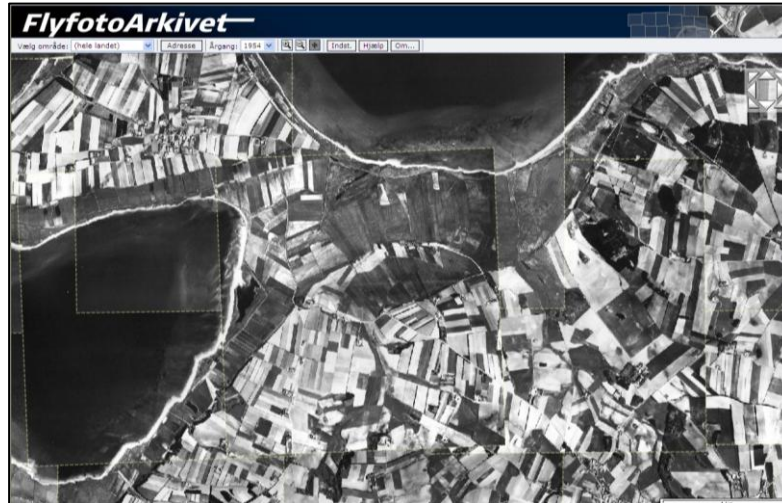 FlyfotoArkivet
Vælg område: (hele landet) Adresse Årgang: 1954 Indst. Hjælp Om...